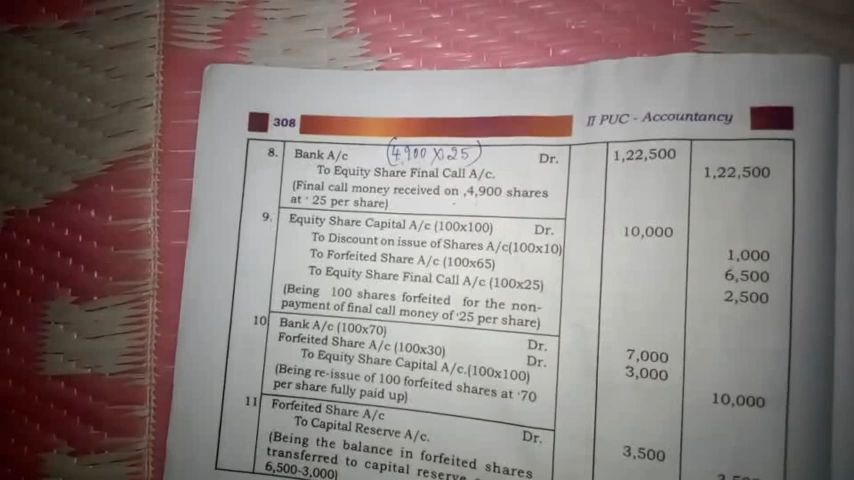 308
II PUC - Accountancy
8. Bank A/c (4,900 X 25) Dr. 1,22,500
To Equity Share Final Call A/c. 1,22,500
(Final call money received on ,4,900 shares
at ` 25 per share)
9. Equity Share Capital A/c (100x100) Dr. 10,000
To Discount on issue of Shares A/c(100x10) 1,000
To Forfeited Share A/c (100x65) 6,500
To Equity Share Final Call A/c (100x25) 2,500
(Being 100 shares forfeited for the non-
payment of final call money of `25 per share)
10 Bank A/c (100x70) Dr. 7,000
Forfeited Share A/c (100x30) Dr. 3,000
To Equity Share Capital A/c.(100x100) 10,000
(Being re-issue of 100 forfeited shares at `70
per share fully paid up)
11 Forfeited Share A/c Dr. 3,500
To Capital Reserve A/c.
(Being the balance in forfeited shares
transferred to capital reserve
6,500-3,000)